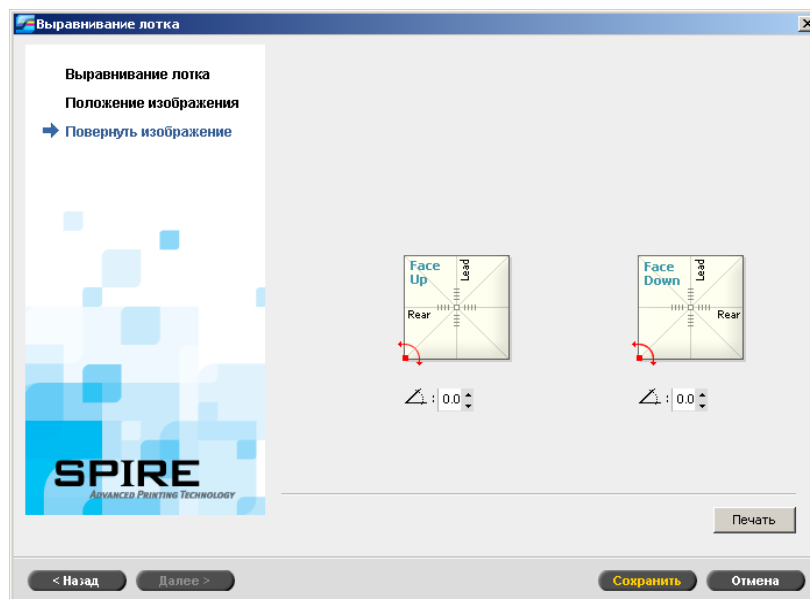 Выравнивание лотка
Выравнивание лотка
Положение изображения
Повернуть изображение
Face Up
Lead
Rear
: 0.0
Face Down
Lead
Rear
: 0.0
SPIRE
ADVANCED PRINTING TECHNOLOGY
Печать
< Назад
Далее >
Сохранить
Отмена